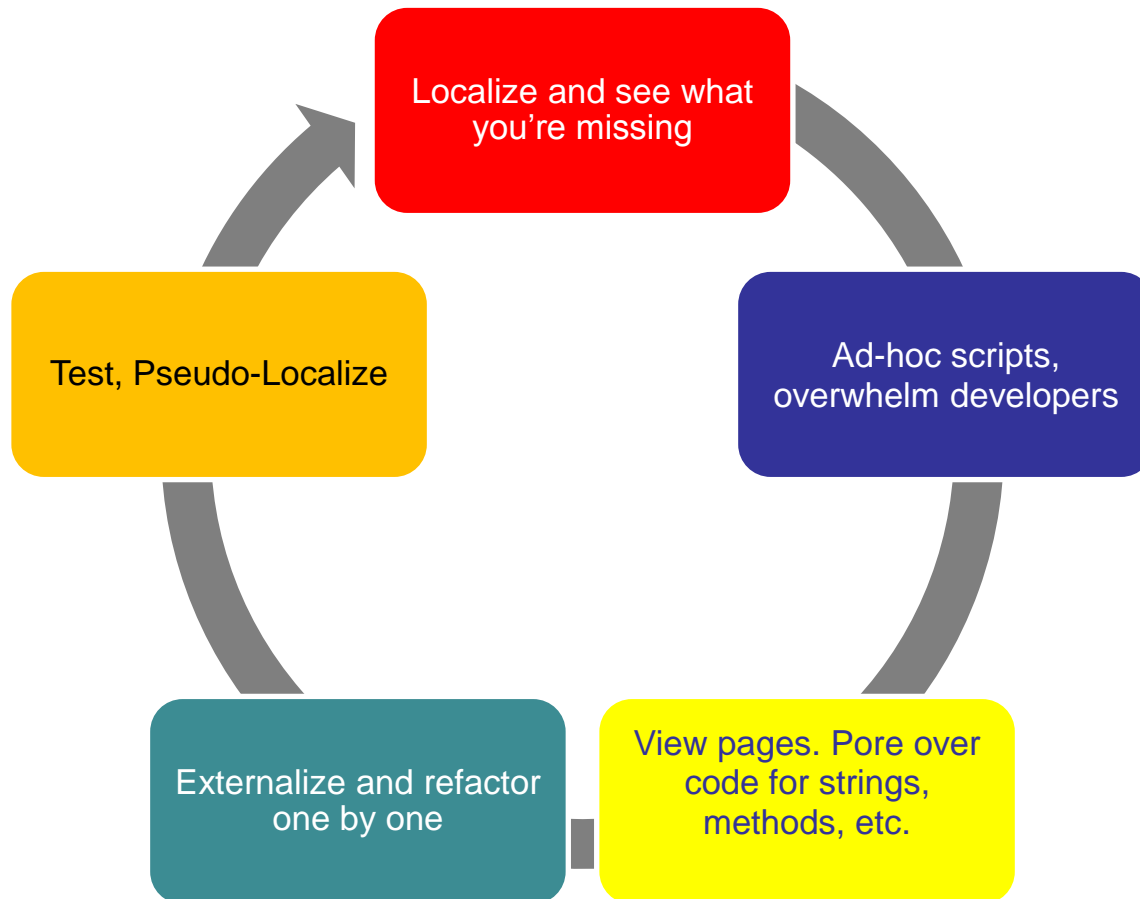 Localize and see what
you’re missing
Ad-hoc scripts,
overwhelm developers
View pages. Pore over
code for strings,
methods, etc.
Externalize and refactor
one by one
Test, Pseudo-Localize